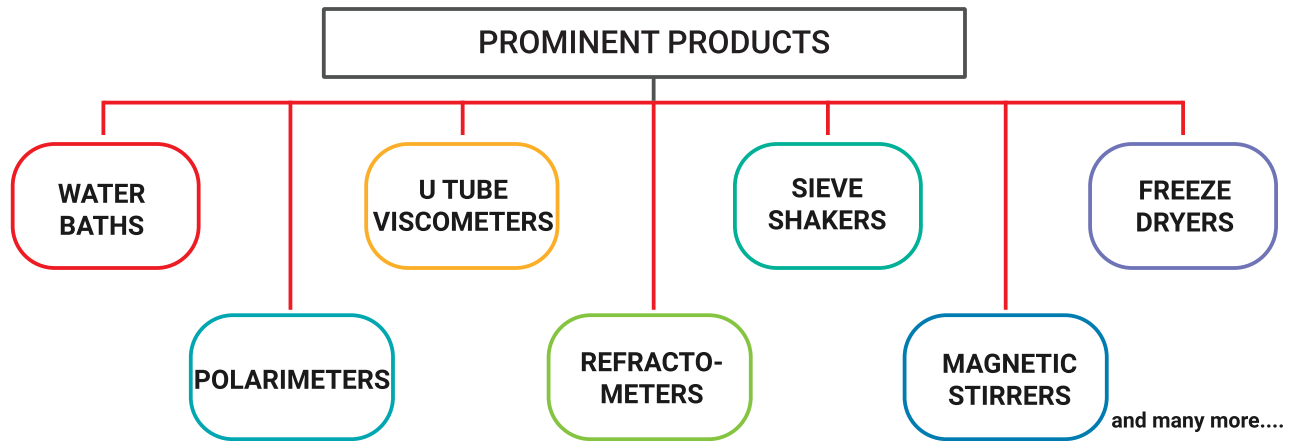 PROMINENT PRODUCTS
WATER
BATHS
U TUBE
VISCOMETERS
SIEVE
SHAKERS
FREEZE
DRYERS
POLARIMETERS
REFRACTO-
METERS
MAGNETIC
STIRRERS
and many more....